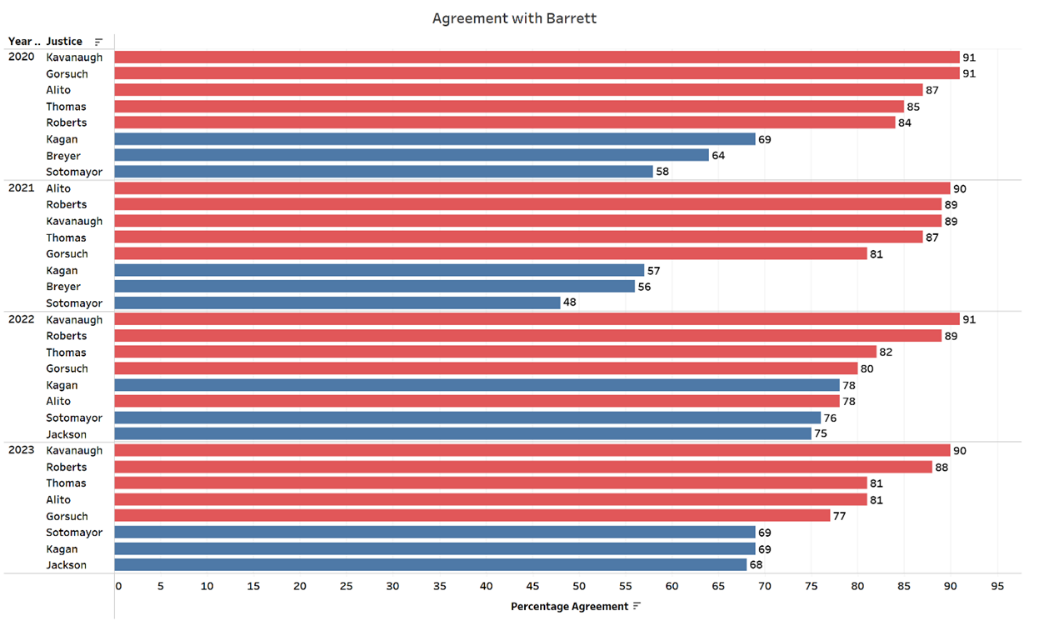 Agreement with Barrett
Year .. Justice
2020 Kavanaugh 91
Gorsuch 91
Alito 87
Thomas 85
Roberts 84
Kagan 69
Breyer 64
Sotomayor 58
2021 Alito 90
Roberts 89
Kavanaugh 89
Thomas 87
Gorsuch 81
Kagan 57
Breyer 56
Sotomayor 48
2022 Kavanaugh 91
Roberts 89
Thomas 82
Gorsuch 80
Kagan 78
Alito 78
Sotomayor 76
Jackson 75
2023 Kavanaugh 90
Roberts 88
Thomas 81
Alito 81
Gorsuch 77
Sotomayor 69
Kagan 69
Jackson 68
0 5 10 15 20 25 30 35 40 45 50 55 60 65 70 75 80 85 90 95
Percentage Agreement